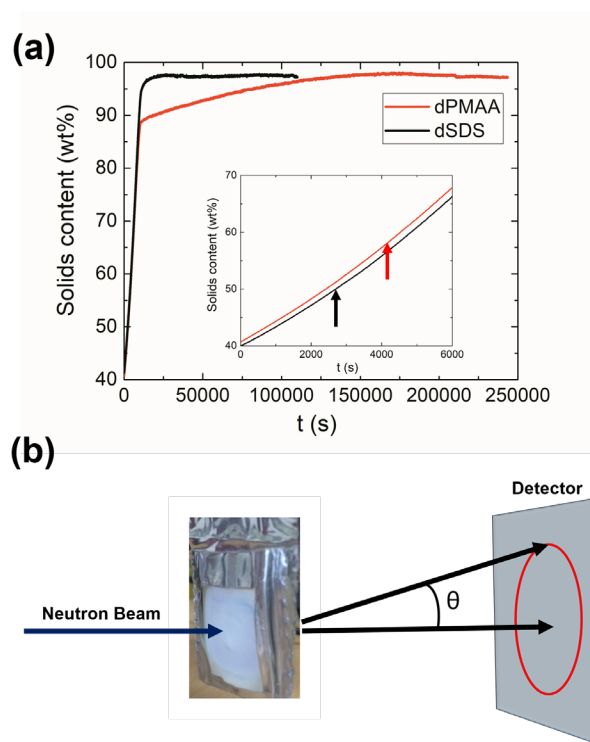 (a)
100
90
80
70
60
50
40
Solids content (wt%)
dPMAA
dSDS
70
60
50
40
Solids content (wt%)
0 2000 4000 6000
t (s)
0 50000 100000 150000 200000 250000
t (s)
(b)
Detector
Neutron Beam
θ